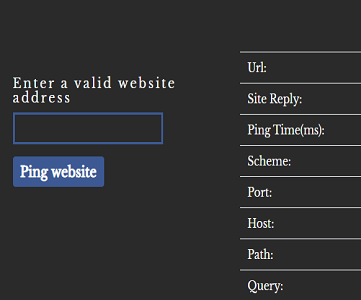 Enter a valid website
address
Ping website
Url:
Site Reply:
Ping Time(ms):
Scheme:
Port:
Host:
Path:
Query: